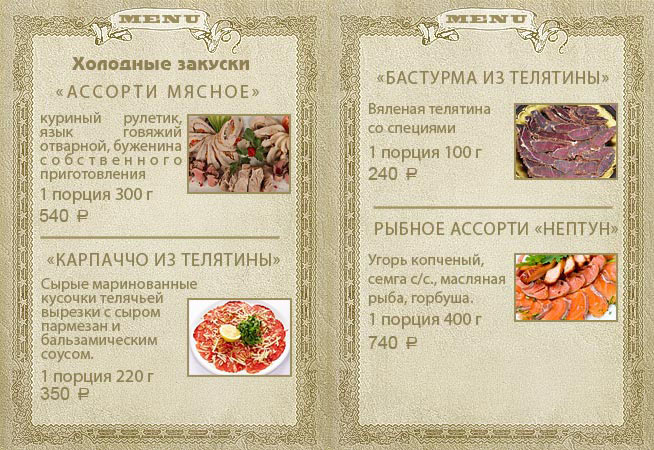 MENU
Холодные закуски
«АССОРТИ МЯСНОЕ»
куриный рулетик,
язык говяжий
отварной, буженина
собственного
приготовления
1 порция 300 г
540 ₽
«КАРПАЧЧО ИЗ ТЕЛЯТИНЫ»
Сырые маринованные
кусочки телячьей
вырезки с сыром
пармезан и
бальзамическим
соусом.
1 порция 220 г
350 ₽
MENU
«БАСТУРМА ИЗ ТЕЛЯТИНЫ»
Вяленая телятина
со специями
1 порция 100 г
240 ₽
РЫБНОЕ АССОРТИ «НЕПТУН»
Угорь копченый,
семга с/с., масляная
рыба, горбуша.
1 порция 400 г
740 ₽